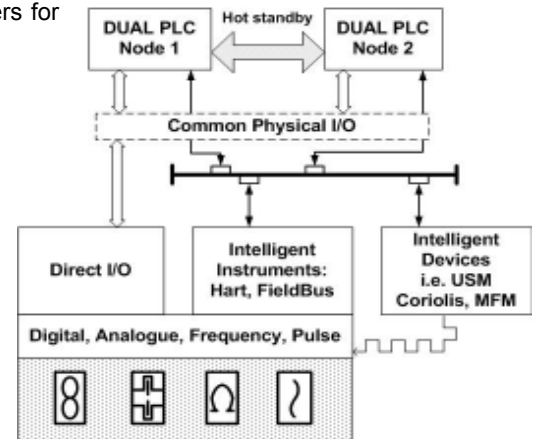 ers for
Hot standby
DUAL PLC
Node 1
DUAL PLC
Node 2
Common Physical I/O
Direct I/O
Intelligent
Instruments:
Hart, FieldBus
Intelligent
Devices
i.e. USM
Coriolis, MFM
Digital, Analogue, Frequency, Pulse